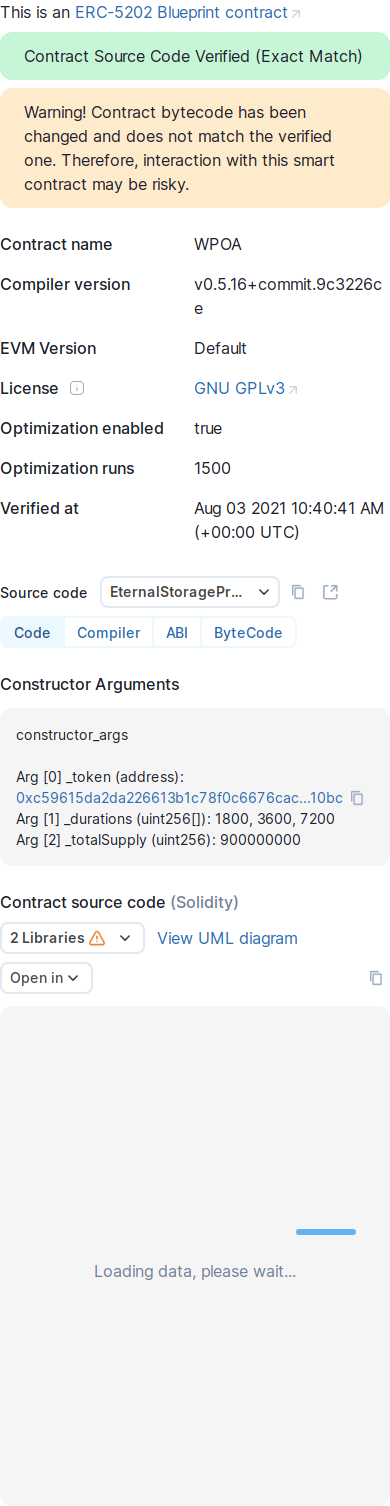 This is an ERC-5202 Blueprint contract
Contract Source Code Verified (Exact Match)
Warning! Contract bytecode has been
changed and does not match the verified
one. Therefore, interaction with this smart
contract may be risky.
Contract name WPOA
Compiler version v0.5.16+commit.9c3226c
e
EVM Version Default
License GNU GPLv3
Optimization enabled true
Optimization runs 1500
Verified at Aug 03 2021 10:40:41 AM
(+00:00 UTC)
Source code EternalStoragePr...
Code Compiler ABI ByteCode
Constructor Arguments
constructor_args
Arg [0] _token (address):
0xc59615da2da226613b1c78f0c6676cac...10bc
Arg [1] _durations (uint256[]): 1800, 3600, 7200
Arg [2] _totalSupply (uint256): 900000000
Contract source code (Solidity)
2 Libraries View UML diagram
Open in
Loading data, please wait...